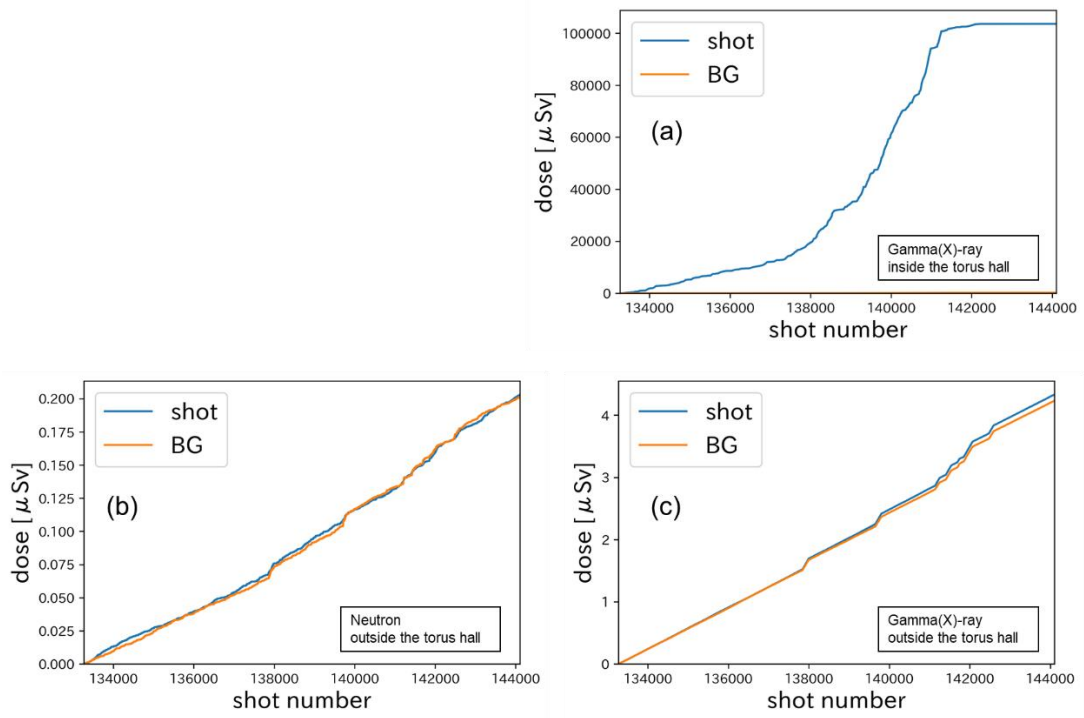 shot
BG
(a)
dose [ μ Sv]
100000
80000
60000
40000
20000
0
Gamma(X)-ray
inside the torus hall
134000 136000 138000 140000 142000 144000
shot number
shot
BG
(b)
dose [ μ Sv]
0.200
0.175
0.150
0.125
0.100
0.075
0.050
0.025
0.000
Neutron
outside the torus hall
134000 136000 138000 140000 142000 144000
shot number
shot
BG
(c)
dose [ μ Sv]
4
3
2
1
0
Gamma(X)-ray
outside the torus hall
134000 136000 138000 140000 142000 144000
shot number